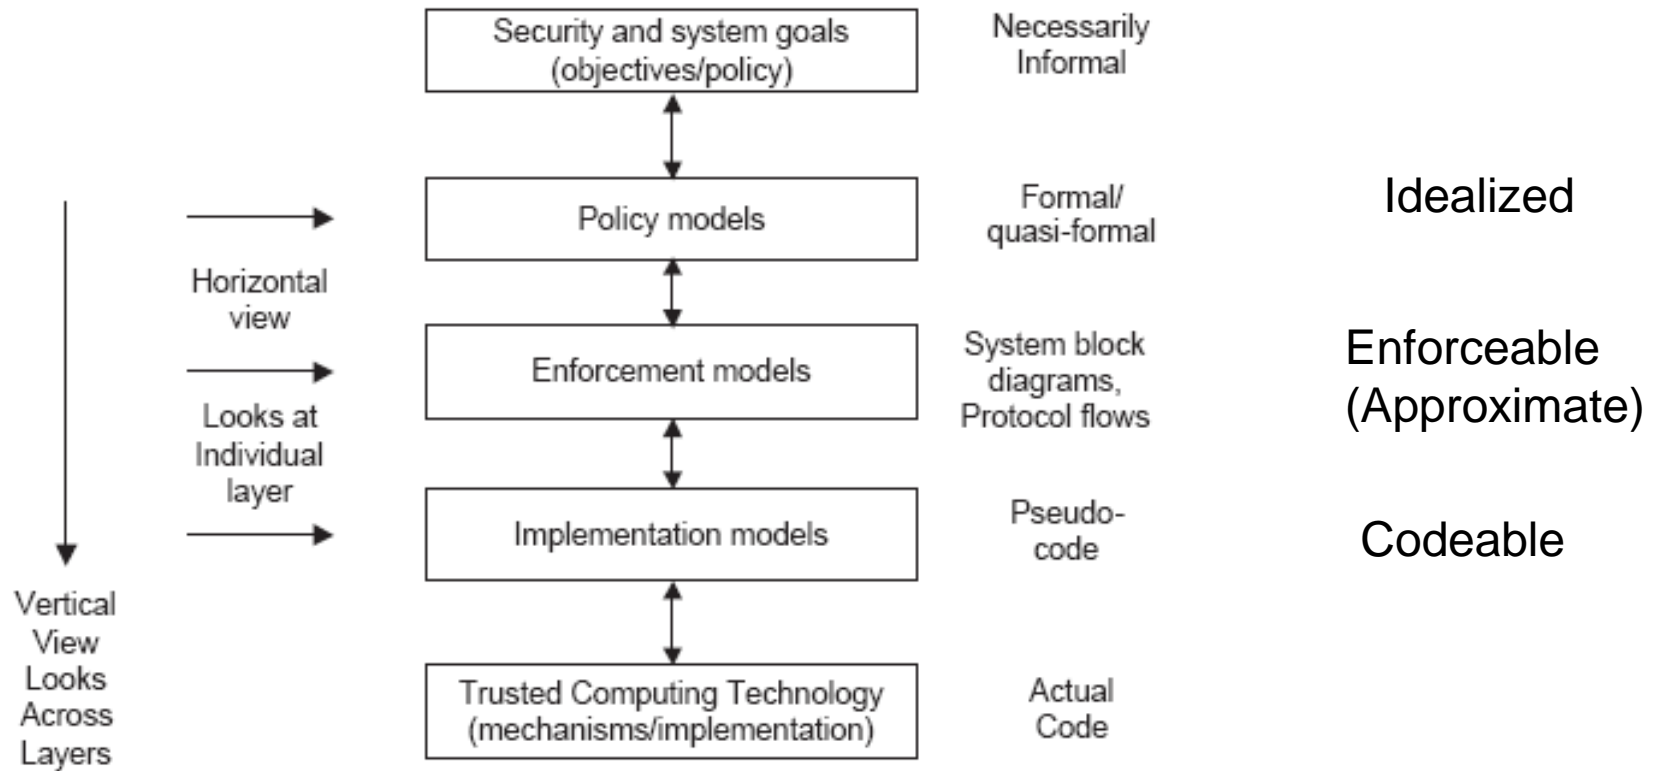 Security and system goals
(objectives/policy)
Necessarily
Informal
Policy models
Formal/
quasi-formal
Idealized
Horizontal
view
Enforcement models
System block
diagrams,
Protocol flows
Enforceable
(Approximate)
Looks at
Individual
layer
Implementation models
Pseudo-
code
Codeable
Vertical
View
Looks
Across
Layers
Trusted Computing Technology
(mechanisms/implementation)
Actual
Code